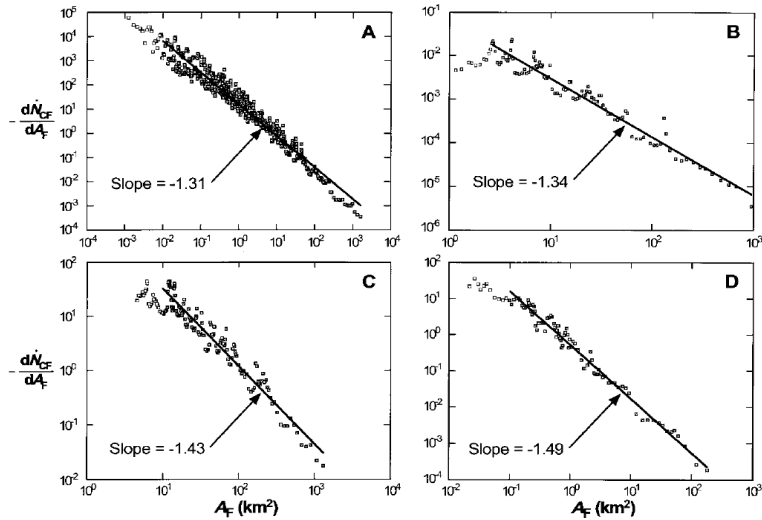 A
10⁵
10⁴
10³
10²
10¹
10⁰
10⁻¹
10⁻²
10⁻³
10⁻⁴
- dṄCF
dAF
Slope = -1.31
10⁻⁴ 10⁻³ 10⁻² 10⁻¹ 10⁰ 10¹ 10² 10³ 10⁴
B
10⁻¹
10⁻²
10⁻³
10⁻⁴
10⁻⁵
10⁶
Slope = -1.34
10⁰ 10¹ 10² 10³
C
10²
10¹
10⁰
10⁻¹
10⁻²
- dṄCF
dAF
Slope = -1.43
10⁰ 10¹ 10² 10³ 10⁴
AF (km²)
D
10²
10¹
10⁰
10⁻¹
10⁻²
10⁻³
10⁻⁴
Slope = -1.49
10⁻² 10⁻¹ 10⁰ 10¹ 10² 10³
AF (km²)